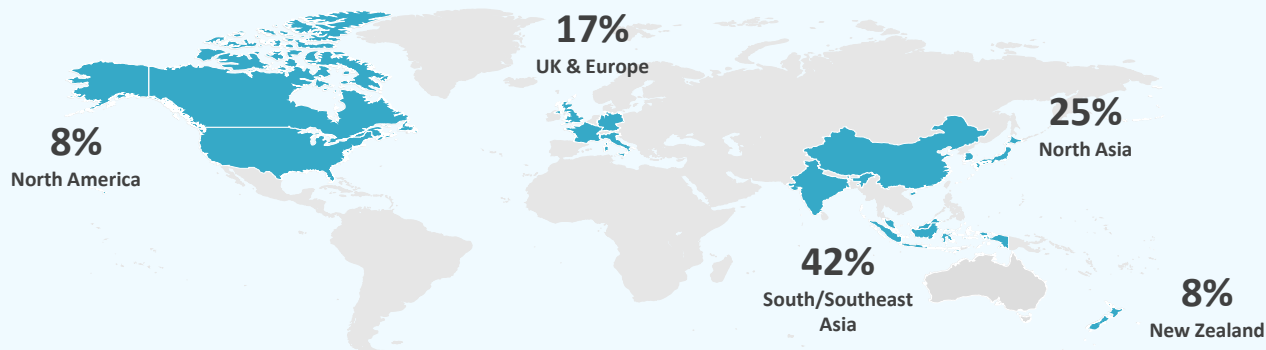 17%
UK & Europe
8%
North America
25%
North Asia
42%
South/Southeast
Asia
8%
New Zealand